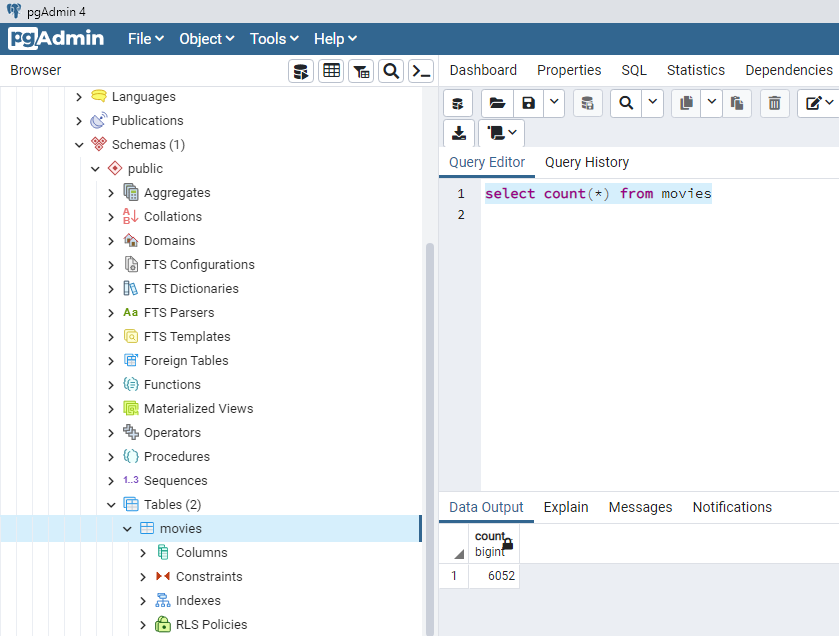 pgAdmin 4
pgAdmin File Object Tools Help
Browser
Dashboard Properties SQL Statistics Dependencies
Languages
Publications
Schemas (1)
public
Aggregates
Collations
Domains
FTS Configurations
FTS Dictionaries
Aa FTS Parsers
FTS Templates
Foreign Tables
Functions
Materialized Views
Operators
Procedures
1..3 Sequences
Tables (2)
movies
Columns
Constraints
Indexes
RLS Policies
Query Editor Query History
1 select count(*) from movies
2
Data Output Explain Messages Notifications
count
bigint
1 6052